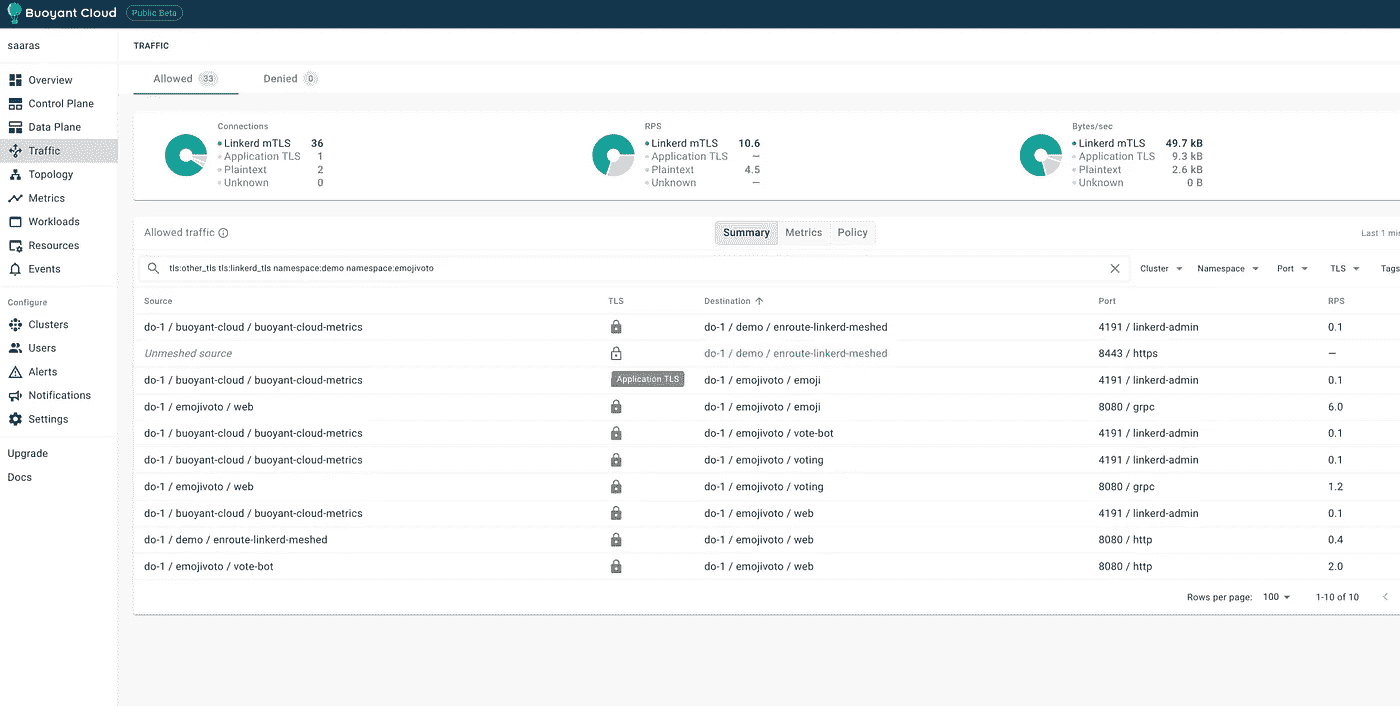 Buoyant Cloud Public Beta
saaras
Overview
Control Plane
Data Plane
Traffic
Topology
Metrics
Workloads
Resources
Events
Configure
Clusters
Users
Alerts
Notifications
Settings
Upgrade
Docs
TRAFFIC
Allowed 33 Denied 0
Connections
Linkerd mTLS 36
Application TLS 1
Plaintext 2
Unknown 0
RPS
Linkerd mTLS 10.6
Application TLS —
Plaintext 4.5
Unknown —
Bytes/sec
Linkerd mTLS 49.7 kB
Application TLS 9.3 kB
Plaintext 2.6 kB
Unknown 0 B
Allowed traffic Summary Metrics Policy Last 1 min
tls:other_tls tls:linkerd_tls namespace:demo namespace:emojivoto Cluster Namespace Port TLS Tags
Source TLS Destination Port RPS
do-1 / buoyant-cloud / buoyant-cloud-metrics do-1 / demo / enroute-linkerd-meshed 4191 / linkerd-admin 0.1
Unmeshed source do-1 / demo / enroute-linkerd-meshed 8443 / https —
do-1 / buoyant-cloud / buoyant-cloud-metrics Application TLS do-1 / emojivoto / emoji 4191 / linkerd-admin 0.1
do-1 / emojivoto / web do-1 / emojivoto / emoji 8080 / grpc 6.0
do-1 / buoyant-cloud / buoyant-cloud-metrics do-1 / emojivoto / vote-bot 4191 / linkerd-admin 0.1
do-1 / buoyant-cloud / buoyant-cloud-metrics do-1 / emojivoto / voting 4191 / linkerd-admin 0.1
do-1 / emojivoto / web do-1 / emojivoto / voting 8080 / grpc 1.2
do-1 / buoyant-cloud / buoyant-cloud-metrics do-1 / emojivoto / web 4191 / linkerd-admin 0.1
do-1 / demo / enroute-linkerd-meshed do-1 / emojivoto / web 8080 / http 0.4
do-1 / emojivoto / vote-bot do-1 / emojivoto / web 8080 / http 2.0
Rows per page: 100 1-10 of 10